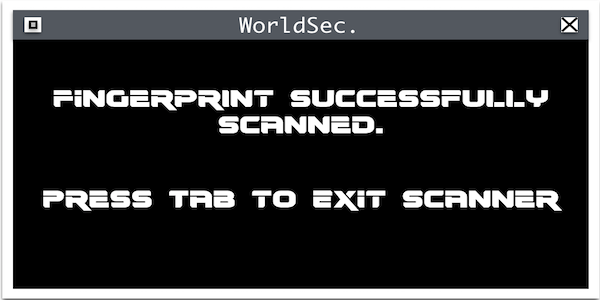 WorldSec.
FINGERPRINT SUCCESSFULLY
SCANNED.
PRESS TAB TO EXIT SCANNER